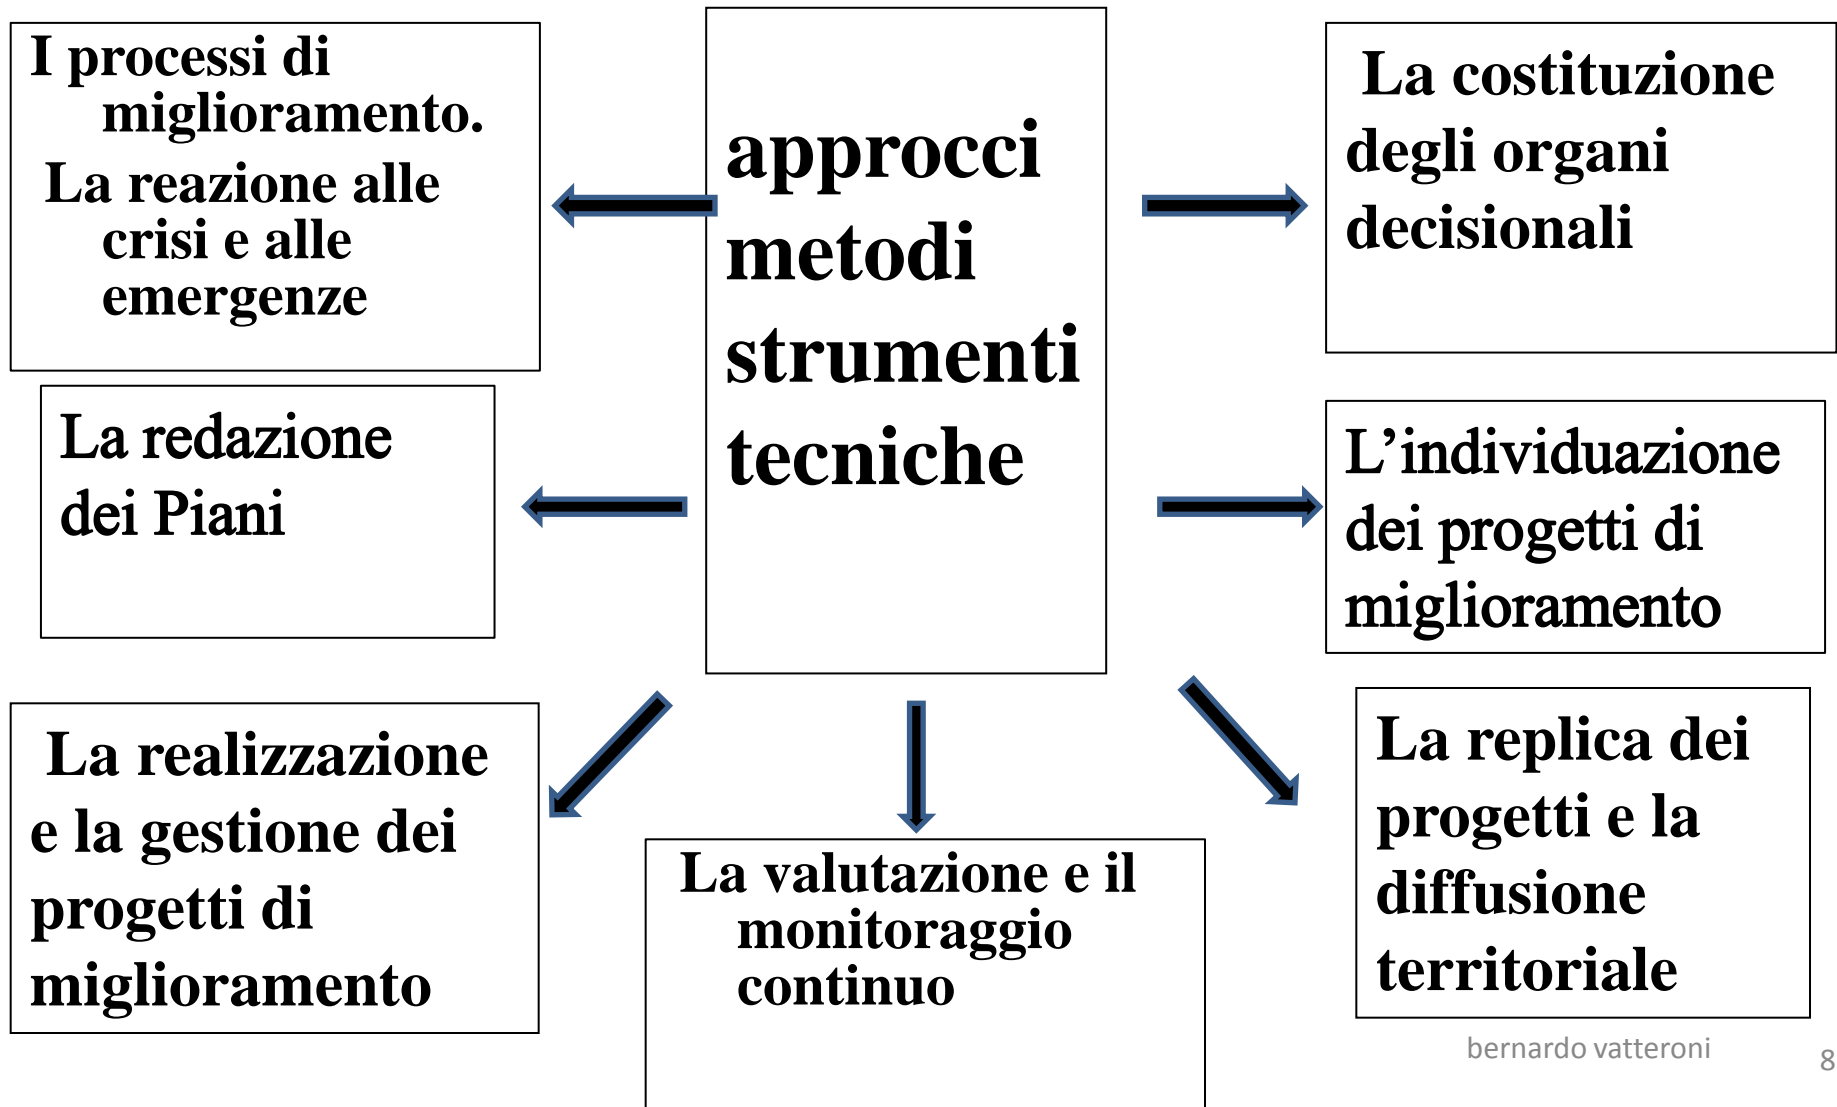 I processi di
miglioramento.
La reazione alle
crisi e alle
emergenze
approcci
metodi
strumenti
tecniche
La costituzione
degli organi
decisionali
La redazione
dei Piani
L’individuazione
dei progetti di
miglioramento
La realizzazione
e la gestione dei
progetti di
miglioramento
La valutazione e il
monitoraggio
continuo
La replica dei
progetti e la
diffusione
territoriale
bernardo vatteroni
8